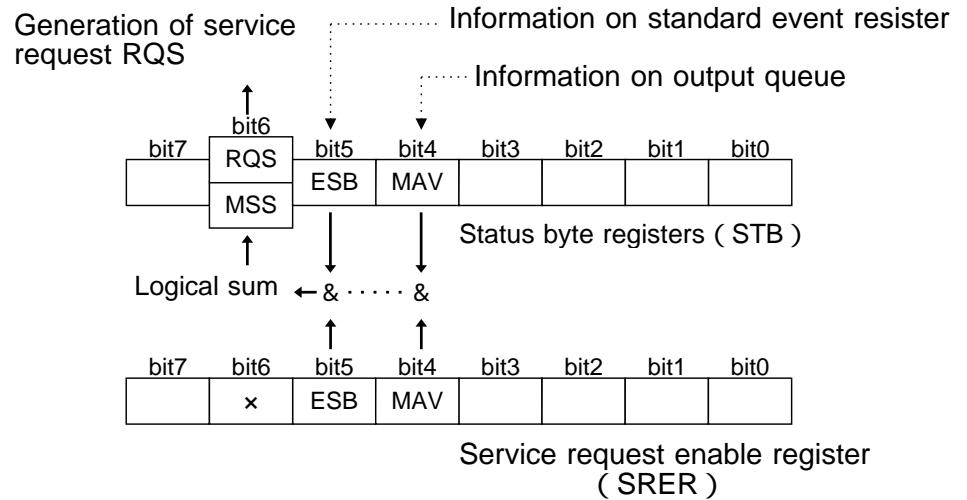 Generation of service
request RQS
Information on standard event resister
Information on output queue
bit7 bit6 bit5 bit4 bit3 bit2 bit1 bit0
RQS
MSS
ESB MAV
Status byte registers ( STB )
Logical sum & & 
bit7 bit6 bit5 bit4 bit3 bit2 bit1 bit0
× ESB MAV
Service request enable register
( SRER )